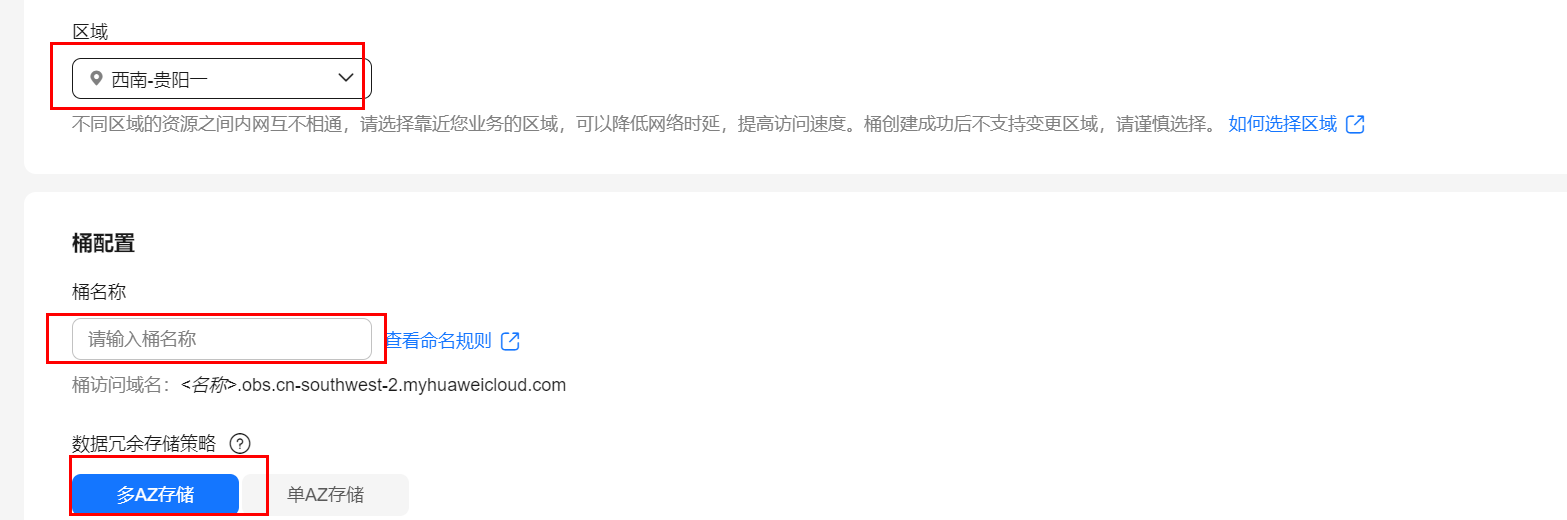 区域
西南-贵阳一
不同区域的资源之间内网互不相通，请选择靠近您业务的区域，可以降低网络时延，提高访问速度。桶创建成功后不支持变更区域，请谨慎选择。 如何选择区域
桶配置
桶名称
请输入桶名称 查看命名规则
桶访问域名：<名称>.obs.cn-southwest-2.myhuaweicloud.com
数据冗余存储策略 ?
多AZ存储 单AZ存储